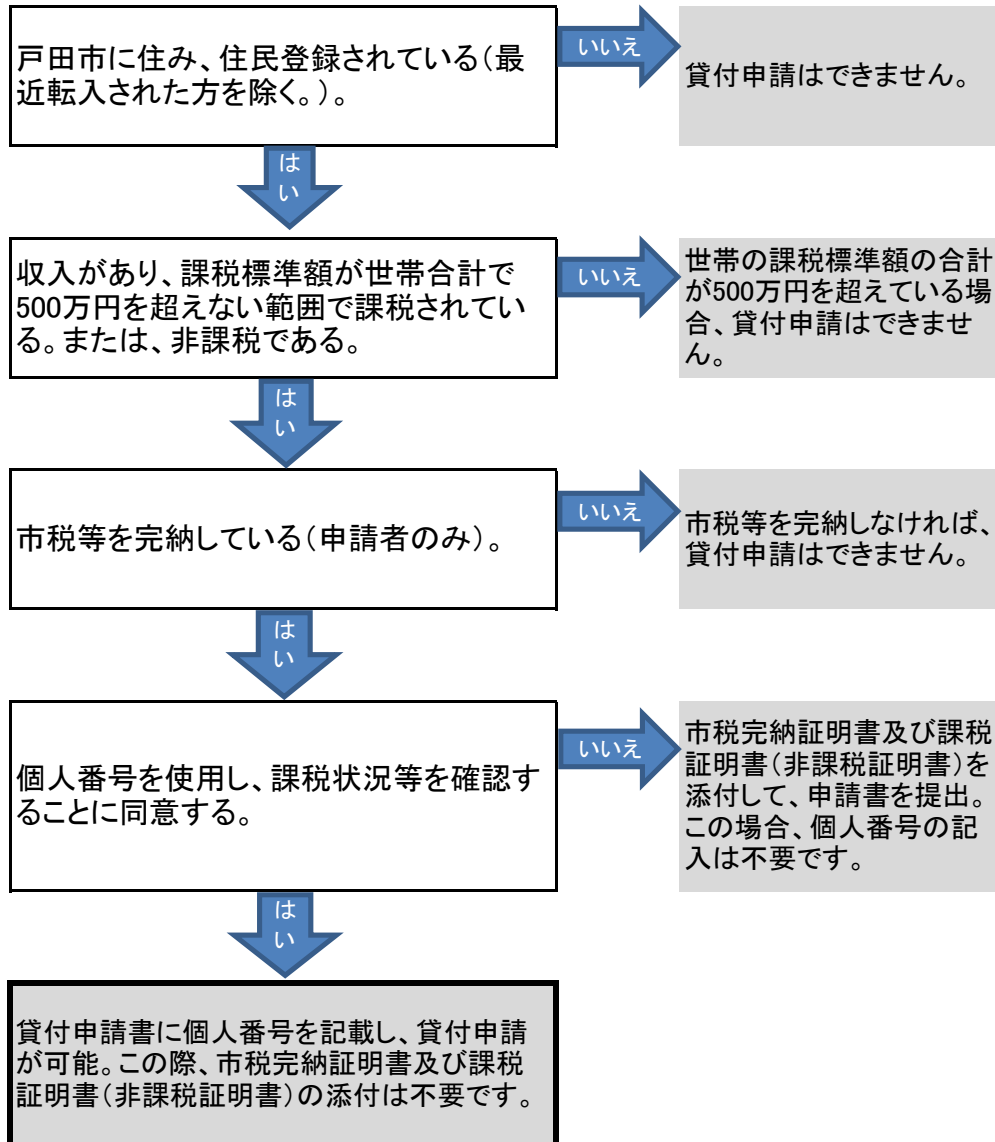 戸田市に住み、住民登録されている（最
近転入された方を除く。）。
いいえ
貸付申請はできません。
は
い
収入があり、課税標準額が世帯合計で
500万円を超えない範囲で課税されてい
る。または、非課税である。
いいえ
世帯の課税標準額の合計
が500万円を超えている場
合、貸付申請はできませ
ん。
は
い
市税等を完納している（申請者のみ）。
いいえ
市税等を完納しなければ、
貸付申請はできません。
は
い
個人番号を使用し、課税状況等を確認す
ることに同意する。
いいえ
市税完納証明書及び課税
証明書（非課税証明書）を
添付して、申請書を提出。
この場合、個人番号の記
入は不要です。
は
い
貸付申請書に個人番号を記載し、貸付申請
が可能。この際、市税完納証明書及び課税
証明書（非課税証明書）の添付は不要です。